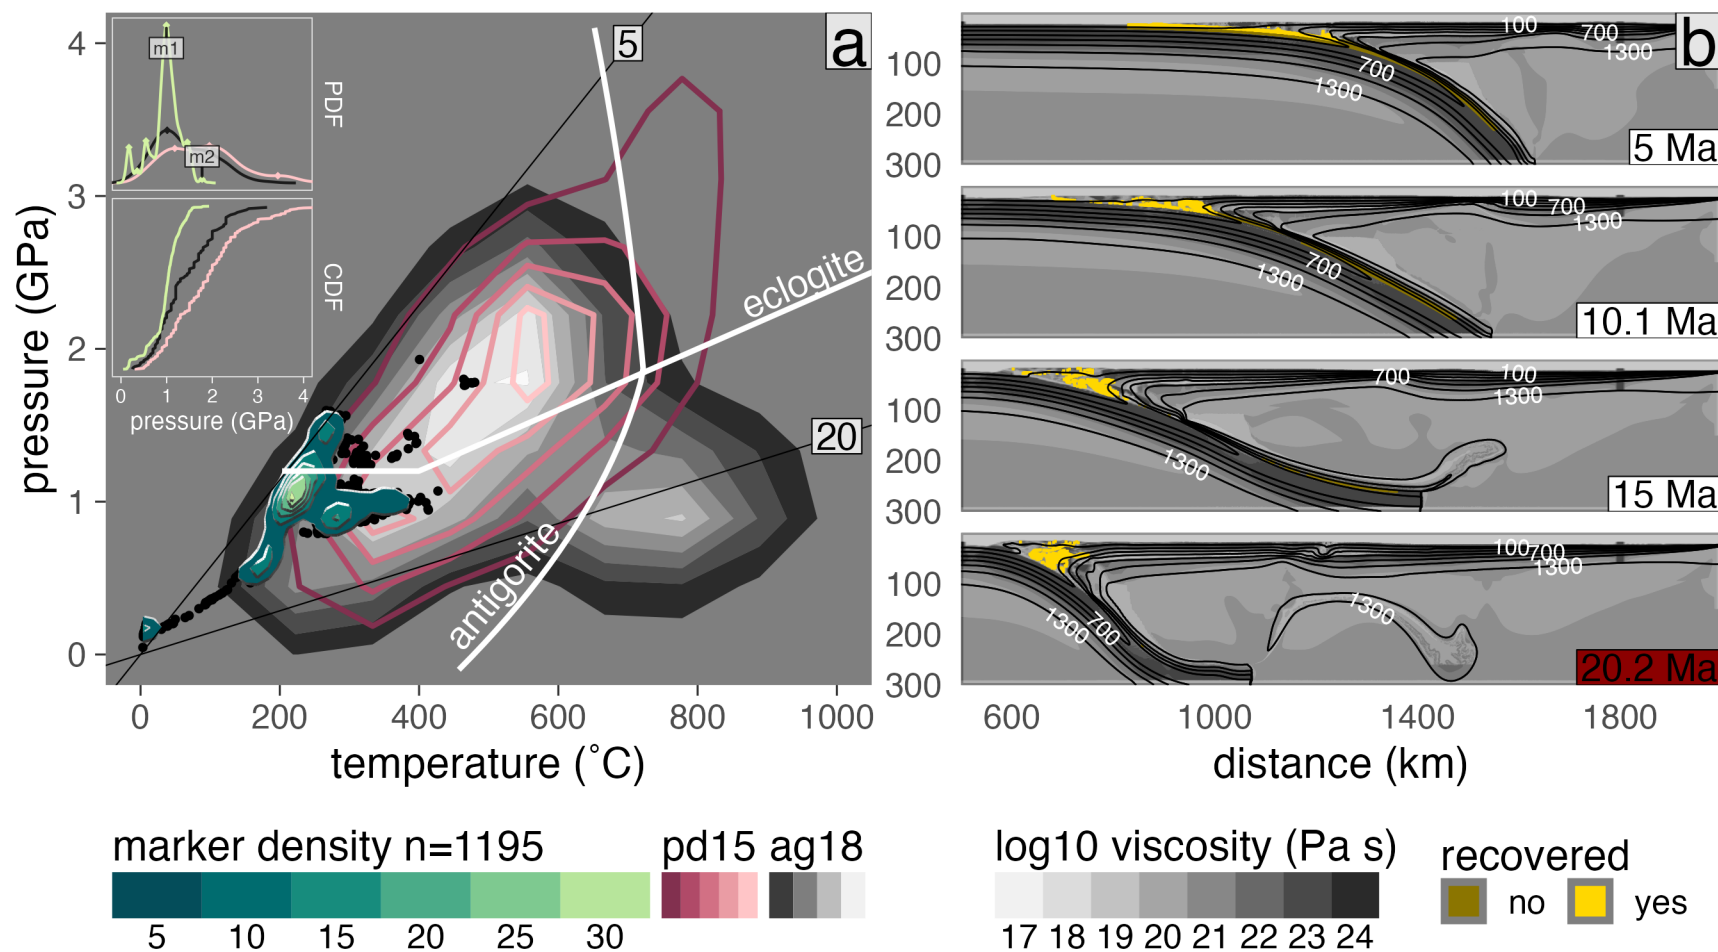 a
5
20
m1
m2
PDF
CDF
0 1 2 3 4
pressure (GPa)
eclogite
antigorite
4
3
2
1
0
pressure (GPa)
0 200 400 600 800 1000
temperature (˚C)
marker density n=1195
5 10 15 20 25 30
pd15
ag18
b
100
200
300
100
700
1300
700
1300
5 Ma
100
200
300
100
700
1300
700
1300
10.1 Ma
100
200
300
700
100
1300
1300
15 Ma
100
200
300
100
700
1300
1300
1300
700
20.2 Ma
600 1000 1400 1800
distance (km)
log10 viscosity (Pa s)
17 18 19 20 21 22 23 24
recovered
no
yes